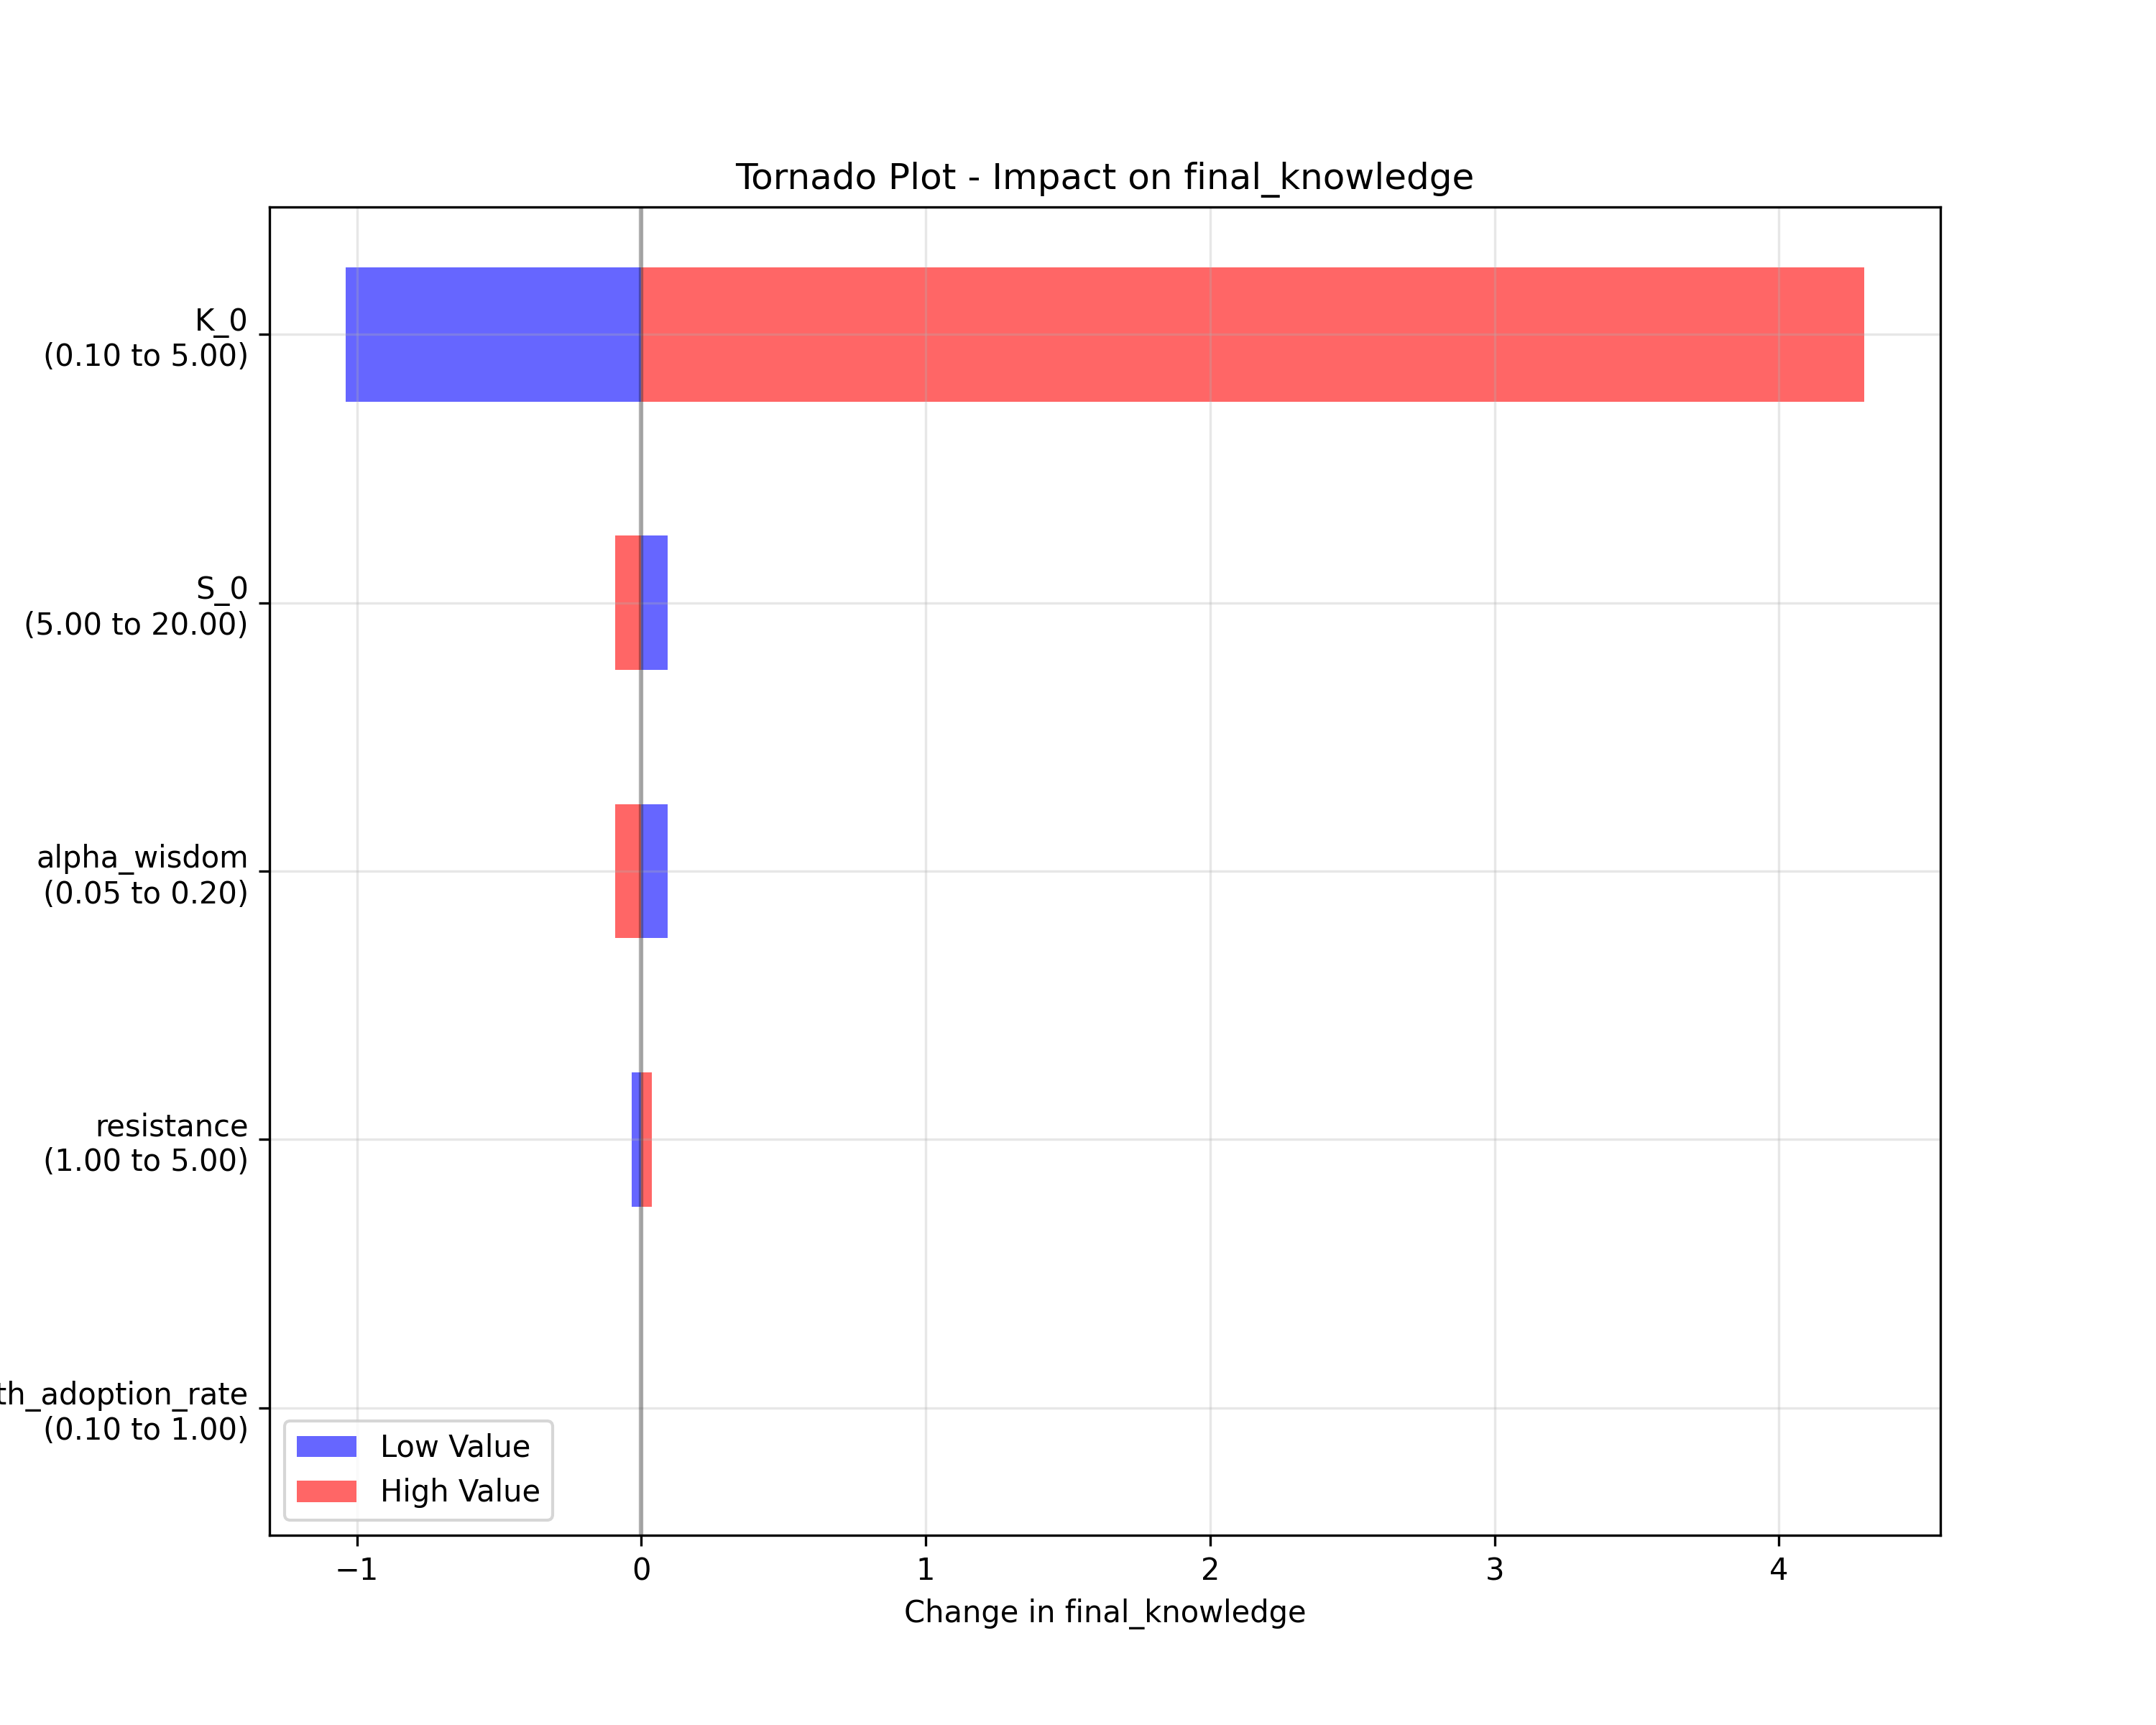 Tornado Plot - Impact on final_knowledge
K_0
(0.10 to 5.00)
S_0
(5.00 to 20.00)
alpha_wisdom
(0.05 to 0.20)
resistance
(1.00 to 5.00)
th_adoption_rate
(0.10 to 1.00)
Low Value
High Value
−1 0 1 2 3 4
Change in final_knowledge